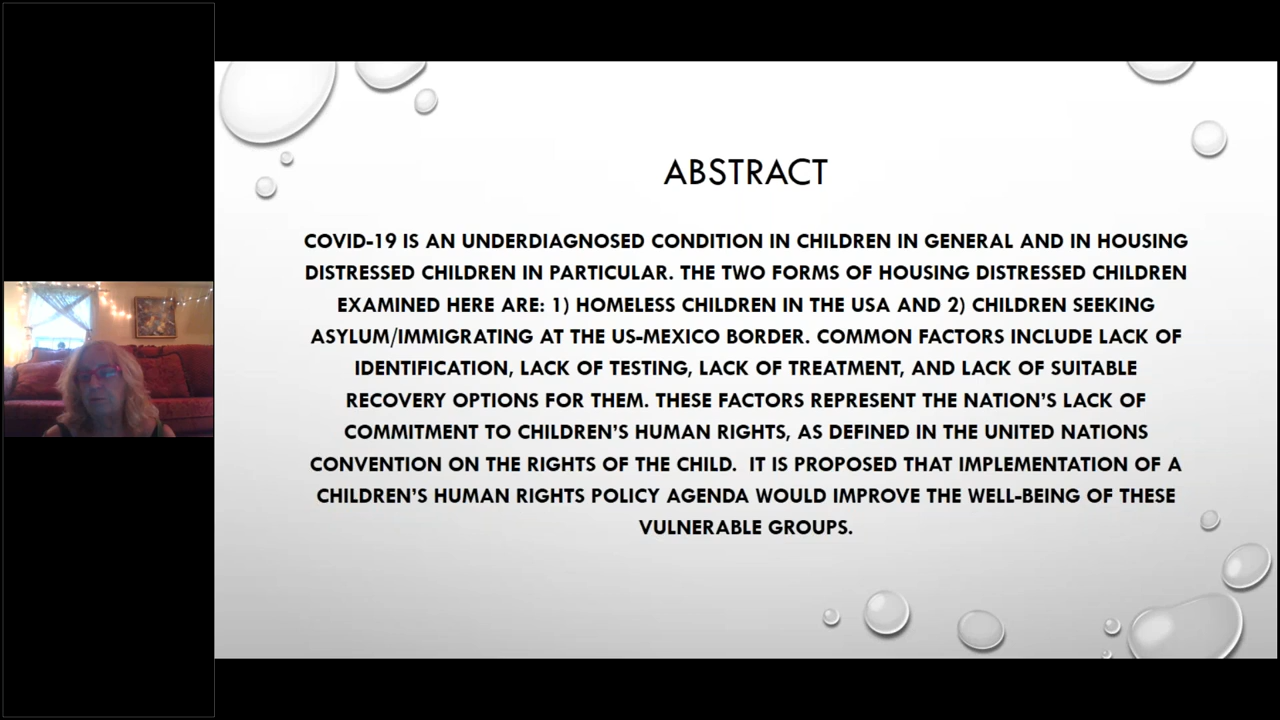 ABSTRACT
COVID-19 IS AN UNDERDIAGNOSED CONDITION IN CHILDREN IN GENERAL AND IN HOUSING
DISTRESSED CHILDREN IN PARTICULAR. THE TWO FORMS OF HOUSING DISTRESSED CHILDREN
EXAMINED HERE ARE: 1) HOMELESS CHILDREN IN THE USA AND 2) CHILDREN SEEKING
ASYLUM/IMMIGRATING AT THE US-MEXICO BORDER. COMMON FACTORS INCLUDE LACK OF
IDENTIFICATION, LACK OF TESTING, LACK OF TREATMENT, AND LACK OF SUITABLE
RECOVERY OPTIONS FOR THEM. THESE FACTORS REPRESENT THE NATION’S LACK OF
COMMITMENT TO CHILDREN’S HUMAN RIGHTS, AS DEFINED IN THE UNITED NATIONS
CONVENTION ON THE RIGHTS OF THE CHILD.  IT IS PROPOSED THAT IMPLEMENTATION OF A
CHILDREN’S HUMAN RIGHTS POLICY AGENDA WOULD IMPROVE THE WELL-BEING OF THESE
VULNERABLE GROUPS.